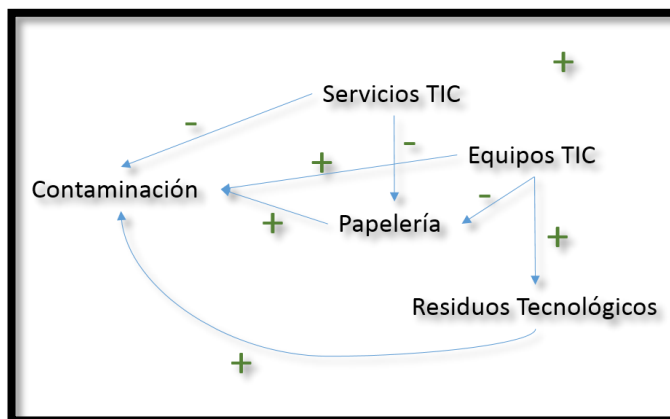 +
Servicios TIC
-
-
+
Equipos TIC
Contaminación
-
+
Papelería
+
Residuos Tecnológicos
+